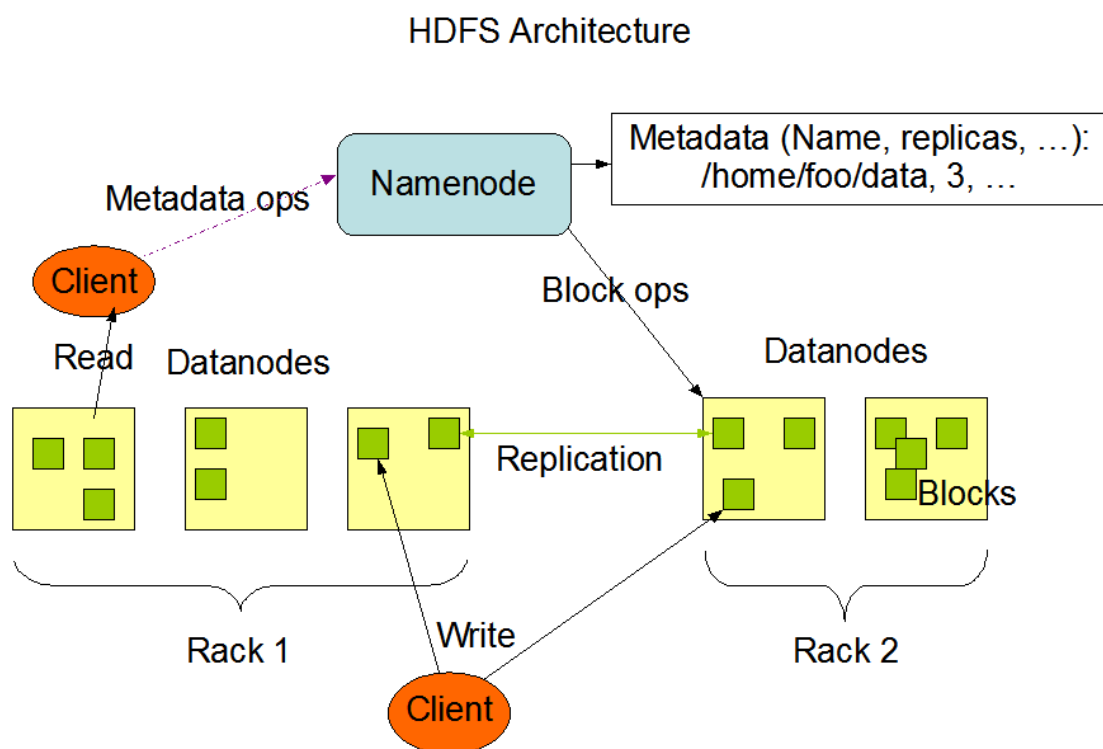 HDFS Architecture
Metadata (Name, replicas, …):
/home/foo/data, 3, …
Namenode
Metadata ops
Client
Block ops
Read
Datanodes
Datanodes
Replication
Blocks
Rack 1
Write
Rack 2
Client